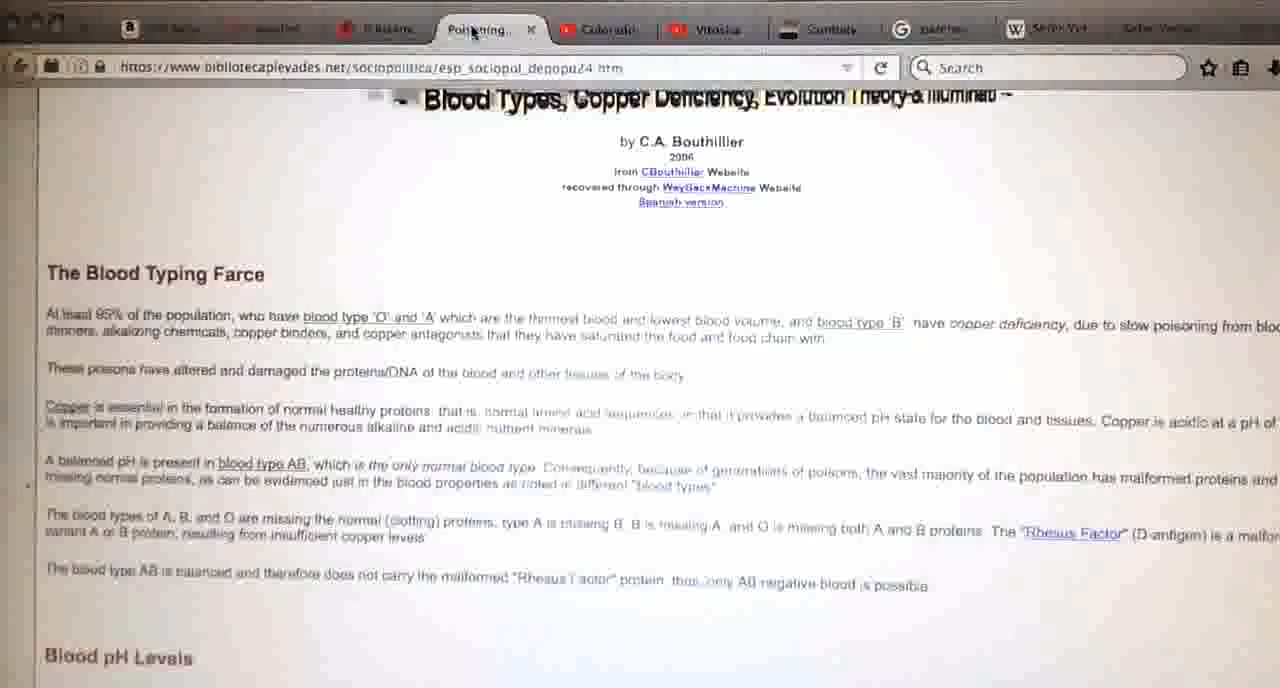 Poisoning...
Colorado
Vitosha
https://www.bibliotecapleyades.net/sociopolitica/esp_sociopol_depopu24.htm
Search
Blood Types, Copper Deficiency, Evolution Theory & Illuminati ~
by C.A. Bouthillier
2006
from CBouthillier Website
recovered through WayBackMachine Website
Spanish version
The Blood Typing Farce
At least 95% of the population, who have blood type 'O' and 'A' which are the thinnest blood and lowest blood volume, and blood type 'B' have copper deficiency, due to slow poisoning from
thinners, alkalizing chemicals, copper binders, and copper antagonists that they have saturated the food and food chain with.
These poisons have altered and damaged the proteins/DNA of the blood and other tissues of the body.
Copper is essential in the formation of normal healthy proteins, that is, normal amino acid sequences, in that it provides a balanced pH state for the blood and tissues. Copper is acidic at a pH of
is important in providing a balance of the numerous alkaline and acidic nutrient minerals.
A balanced pH is present in blood type AB, which is the only normal blood type. Consequently, because of generations of poisons, the vast majority of the population has malformed proteins and
missing normal proteins, as can be evidenced just in the blood properties as noted in different "blood types".
The blood types of A, B, and O are missing the normal (clotting) proteins, type A is missing B, B is missing A, and O is missing both A and B proteins. The "Rhesus Factor" (D-antigen) is a
variant A or B protein, resulting from insufficient copper levels.
The blood type AB is balanced and therefore does not carry the malformed "Rhesus Factor" protein, thus, only AB negative blood is possible.
Blood pH Levels